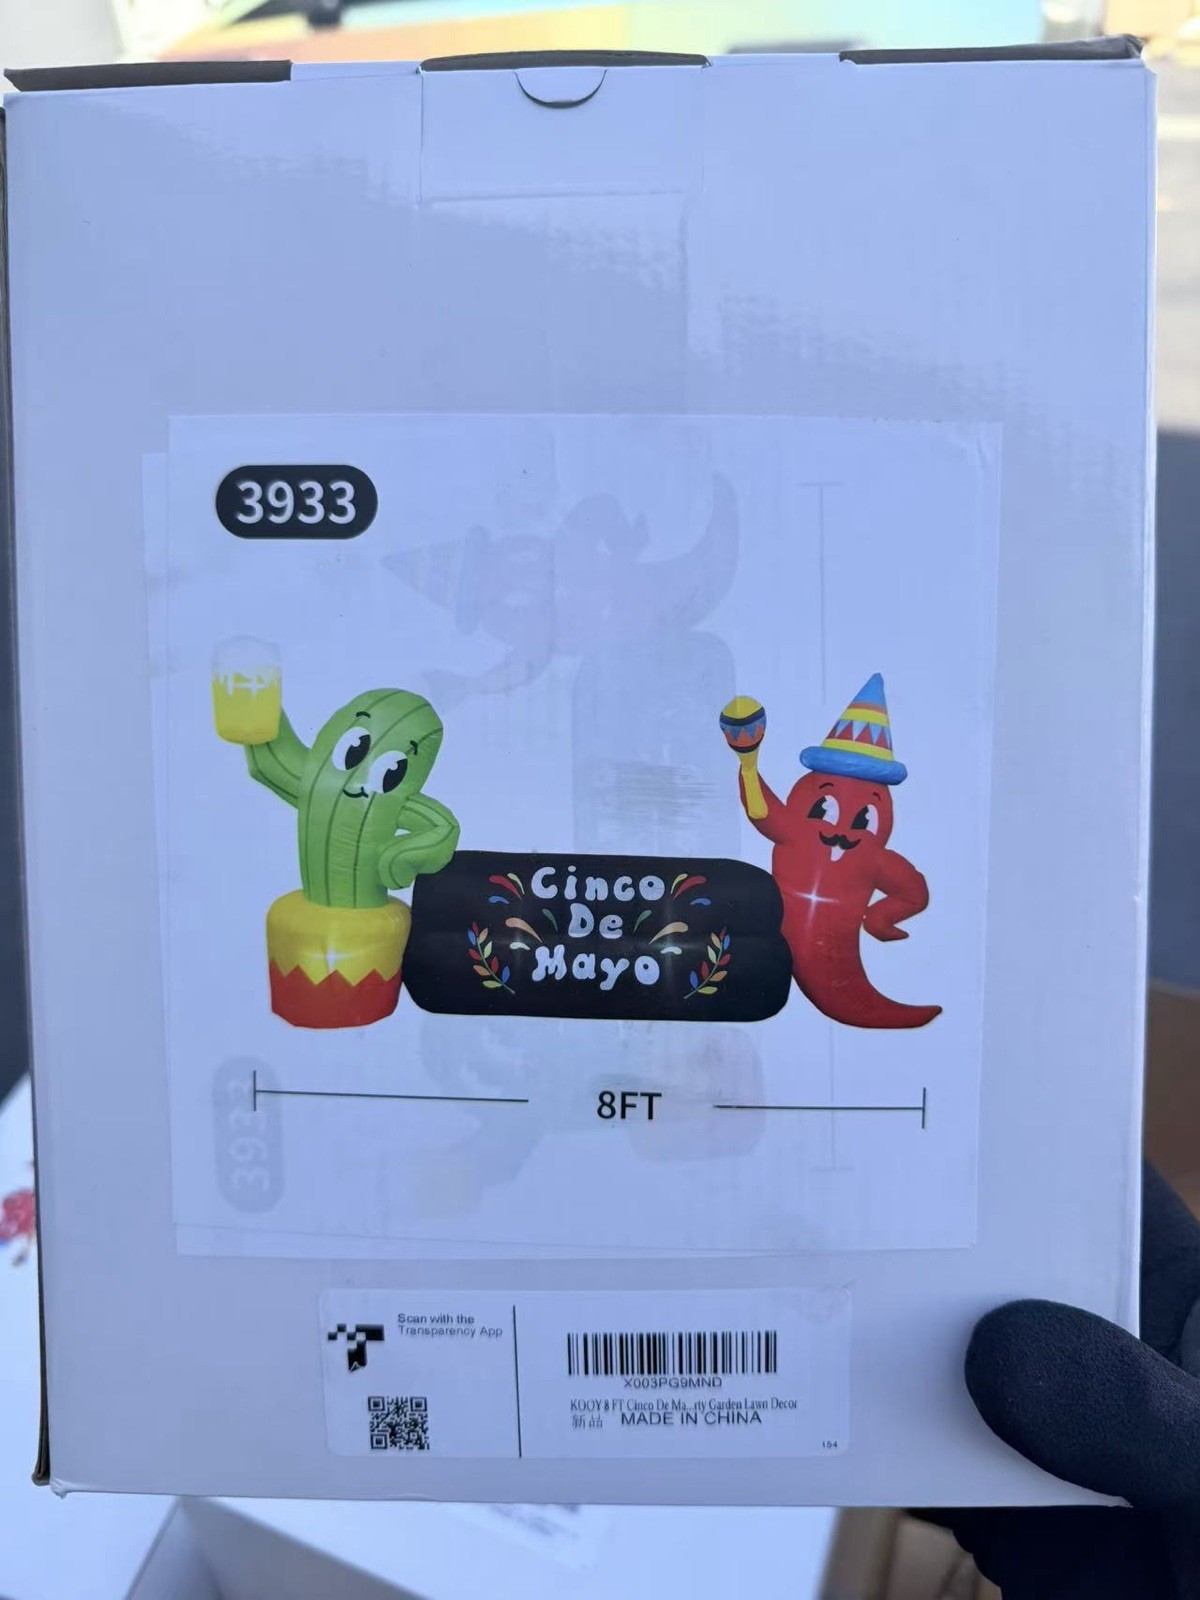 3933
Cinco
De
Mayo
8FT
3933
Scan with the
Transparency App
X003PG9MND
KOOY 8 FT Cinco De Ma...rty Garden Lawn Decor
新品 MADE IN CHINA
154